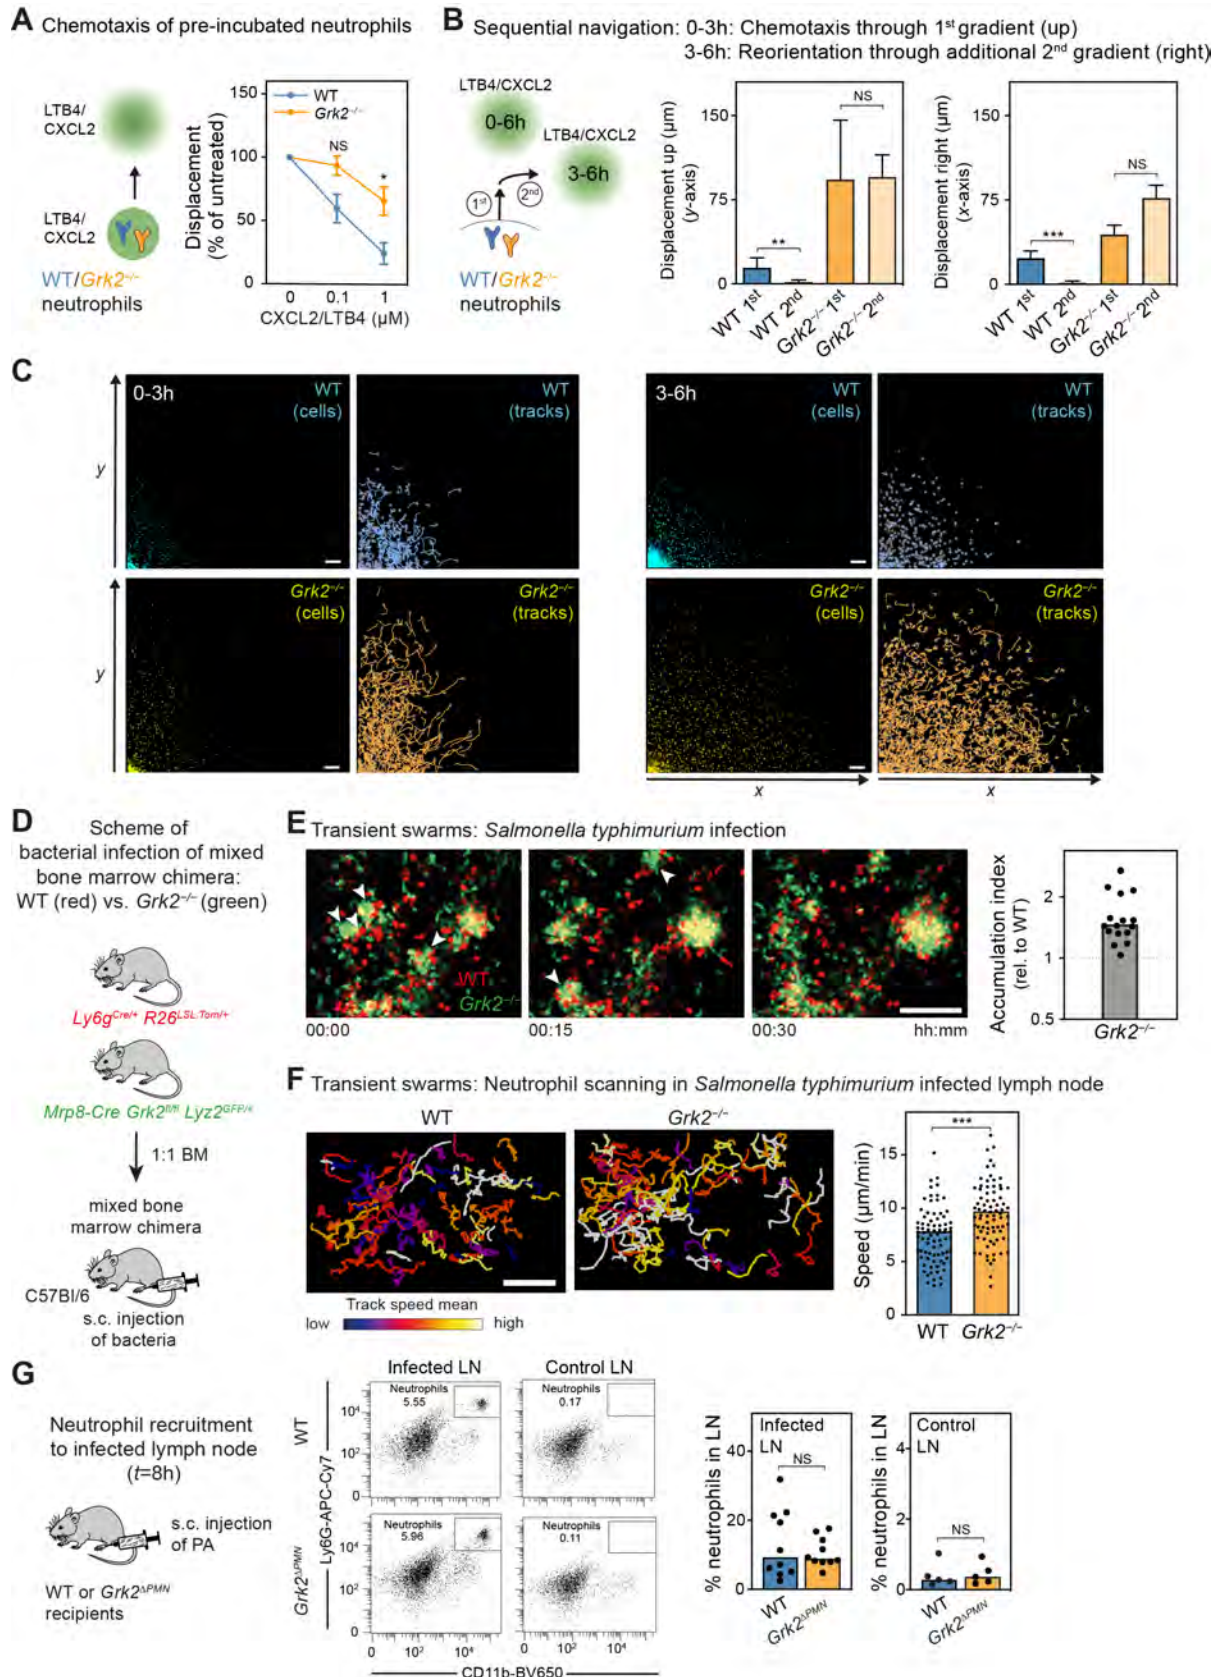 A Chemotaxis of pre-incubated neutrophils
LTB4/
CXCL2
LTB4/
CXCL2
WT/Grk2⁻/⁻
neutrophils
Displacement
(% of untreated)
150
100
50
0
WT
Grk2⁻/⁻
NS
*
0 0.1 1
CXCL2/LTB4 (µM)
B Sequential navigation: 0-3h: Chemotaxis through 1st gradient (up)
3-6h: Reorientation through additional 2nd gradient (right)
LTB4/CXCL2
0-6h
LTB4/CXCL2
3-6h
1st
2nd
WT/Grk2⁻/⁻
neutrophils
Displacement up (µm)
(y-axis)
150
75
0
**
NS
WT 1st
WT 2nd
Grk2⁻/⁻ 1st
Grk2⁻/⁻ 2nd
Displacement right (µm)
(x-axis)
150
75
0
***
NS
WT 1st
WT 2nd
Grk2⁻/⁻ 1st
Grk2⁻/⁻ 2nd
C
y
0-3h
WT
(cells)
WT
(tracks)
3-6h
WT
(cells)
WT
(tracks)
y
Grk2⁻/⁻
(cells)
Grk2⁻/⁻
(tracks)
Grk2⁻/⁻
(cells)
Grk2⁻/⁻
(tracks)
x
x
D
Scheme of
bacterial infection of mixed
bone marrow chimera:
WT (red) vs. Grk2⁻/⁻ (green)
Ly6gCre/+ R26LSL:Tom/+
Mrp8-Cre Grk2fl/fl Lyz2GFP/+
1:1 BM
mixed bone
marrow chimera
C57Bl/6
s.c. injection
of bacteria
E Transient swarms: Salmonella typhimurium infection
WT
Grk2⁻/⁻
00:00
00:15
00:30
hh:mm
Accumulation index
(rel. to WT)
2
1
0.5
Grk2⁻/⁻
F Transient swarms: Neutrophil scanning in Salmonella typhimurium infected lymph node
WT
Grk2⁻/⁻
Track speed mean
low
high
Speed (µm/min)
15
10
5
0
***
WT
Grk2⁻/⁻
G
Neutrophil recruitment
to infected lymph node
(t=8h)
s.c. injection
of PA
WT or Grk2ΔPMN
recipients
Infected LN
Control LN
WT
Grk2ΔPMN
Ly6G-APC-Cy7
Neutrophils
5.55
Neutrophils
0.17
Neutrophils
5.96
Neutrophils
0.11
10⁴
10²
0
10⁴
10²
0
0 10² 10³ 10⁴
0 10² 10³ 10⁴
CD11b-BV650
% neutrophils in LN
40
20
0
Infected
LN
NS
WT
Grk2ΔPMN
% neutrophils in LN
4
2
0
Control
LN
NS
WT
Grk2ΔPMN